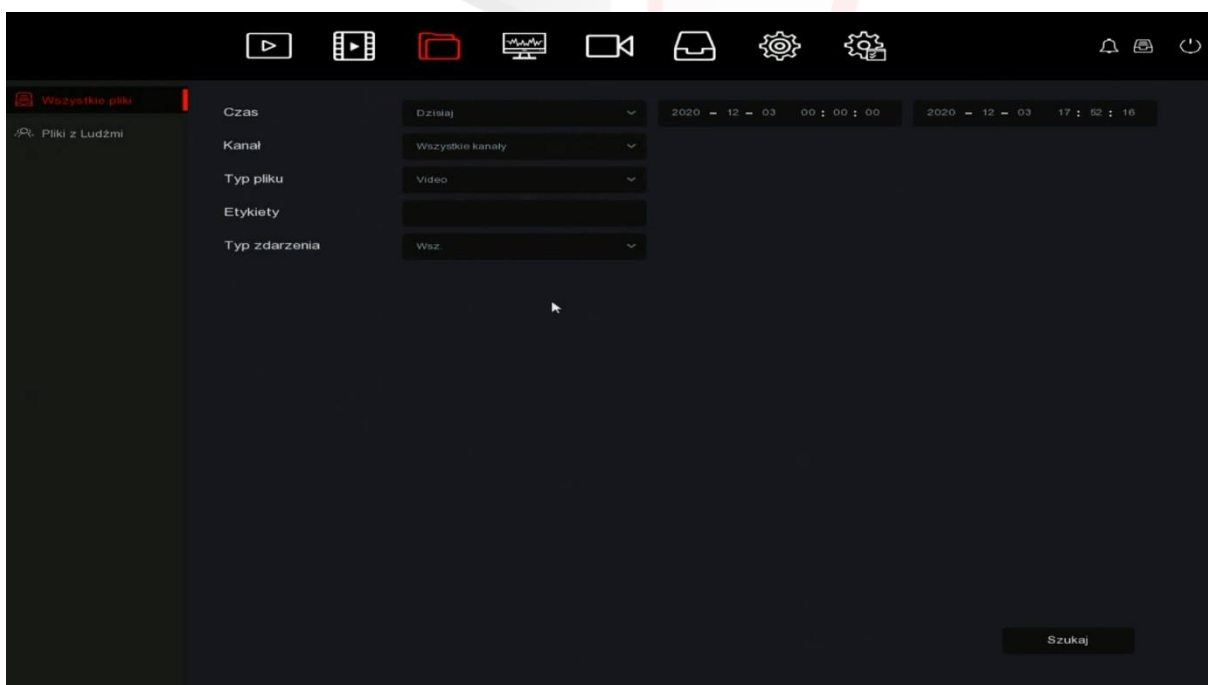 Wszystkie pliki
Pliki z Ludźmi
Czas Dzisiaj 2020 - 12 - 03 00 : 00 : 00 2020 - 12 - 03 17 : 52 : 16
Kanał Wszystkie kanały
Typ pliku Video
Etykiety
Typ zdarzenia Wsz.
Szukaj